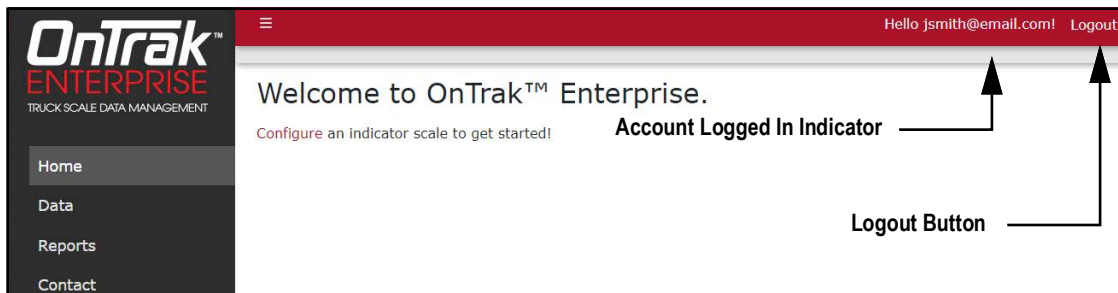 OnTrak™
ENTERPRISE
TRUCK SCALE DATA MANAGEMENT
Home
Data
Reports
Contact
☰ Hello jsmith@email.com! Logout
Welcome to OnTrak™ Enterprise.
Configure an indicator scale to get started!
Account Logged In Indicator
Logout Button